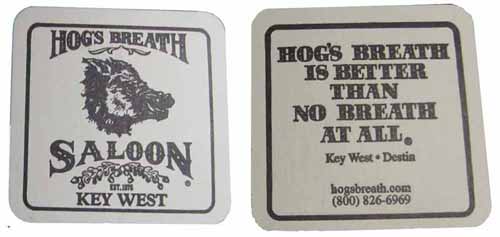 HOG'S BREATH
SALOON®
EST. 1976
KEY WEST
HOG'S BREATH
IS BETTER
THAN
NO BREATH
AT ALL®
Key West • Destin
hogsbreath.com
(800) 826-6969